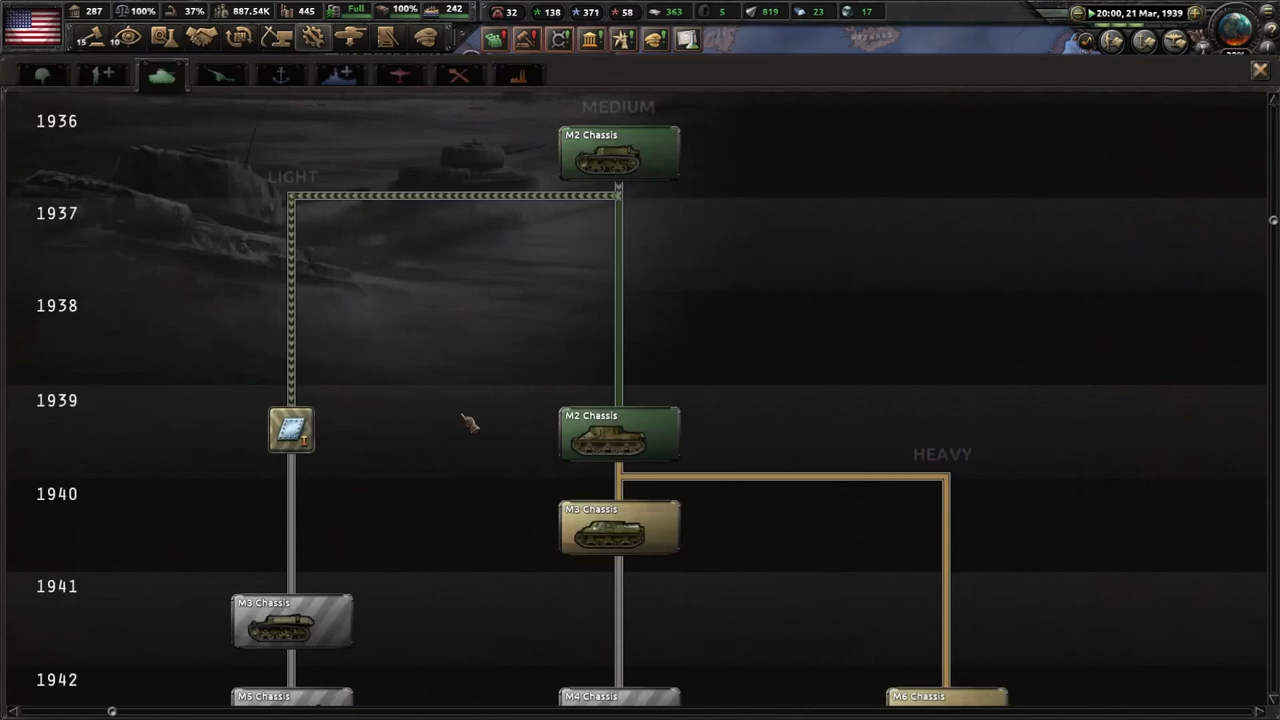 287 100% 37% 887.54K 445 Full 100% 242 32 138 371 58 363 5 819 23 17 20:00, 21 Mar, 1939
15 10
MEDIUM
1936
M2 Chassis
LIGHT
1937
1938
1939
M2 Chassis
HEAVY
1940
M3 Chassis
1941
M3 Chassis
1942
M5 Chassis M4 Chassis M6 Chassis